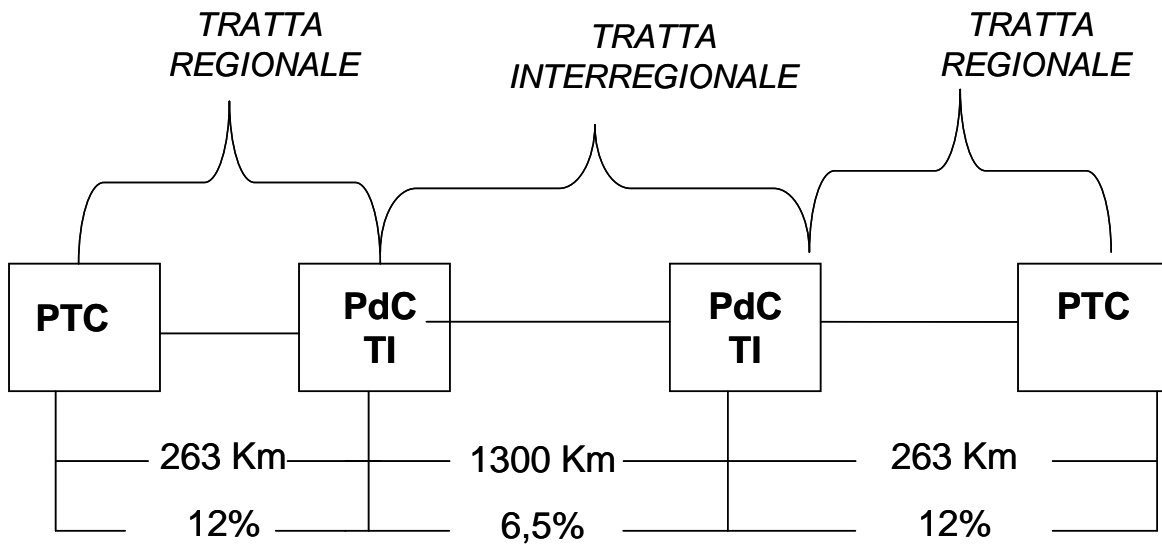 TRATTA
REGIONALE
TRATTA
INTERREGIONALE
TRATTA
REGIONALE
PTC
PdC
TI
PdC
TI
PTC
263 Km
1300 Km
263 Km
12%
6,5%
12%